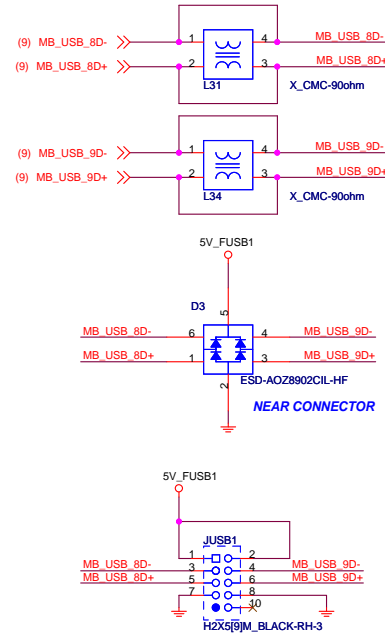 (9) MB_USB_8D- 1 4 MB_USB_8D-
(9) MB_USB_8D+ 2 3 MB_USB_8D+
L31 X_CMC-90ohm
(9) MB_USB_9D- 1 4 MB_USB_9D-
(9) MB_USB_9D+ 2 3 MB_USB_9D+
L34 X_CMC-90ohm
5V_FUSB1
D3 5
MB_USB_8D- 6 4 MB_USB_9D-
MB_USB_8D+ 1 3 MB_USB_9D+
2 ESD-AOZ8902CIL-HF
NEAR CONNECTOR
5V_FUSB1
JUSB1
1 2
MB_USB_8D- 3 4 MB_USB_9D-
MB_USB_8D+ 5 6 MB_USB_9D+
7 8
10
H2X5[9]M_BLACK-RH-3